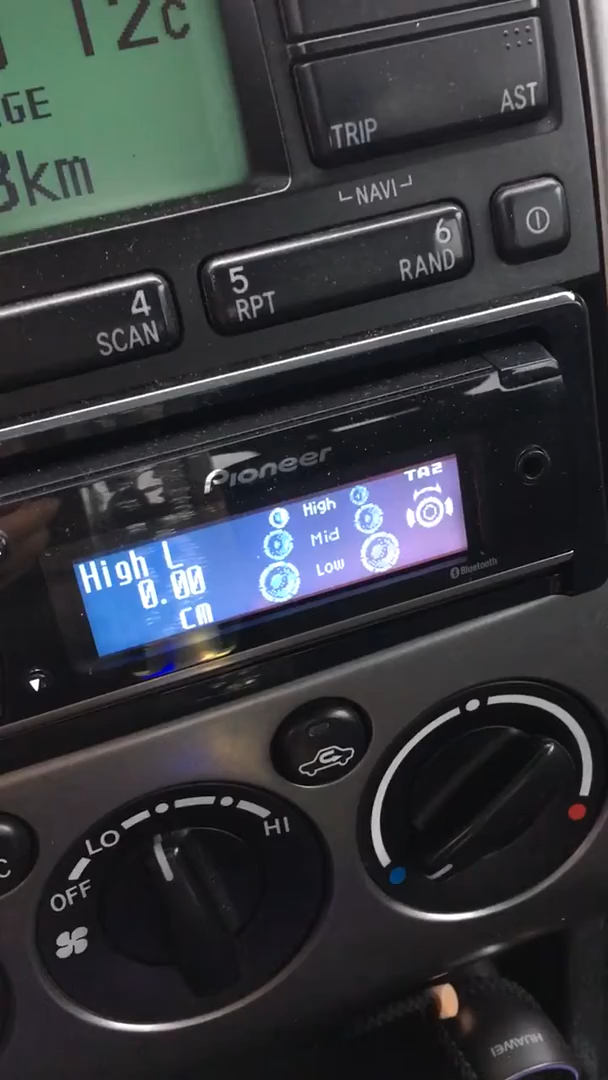 12c
GE
km
AST
TRIP
NAVI
5
RPT
6
RAND
4
SCAN
Pioneer
TA2
High L
0.00
cm
High
Mid
Low
Bluetooth
OFF
LO
HI
C
HUAWEI